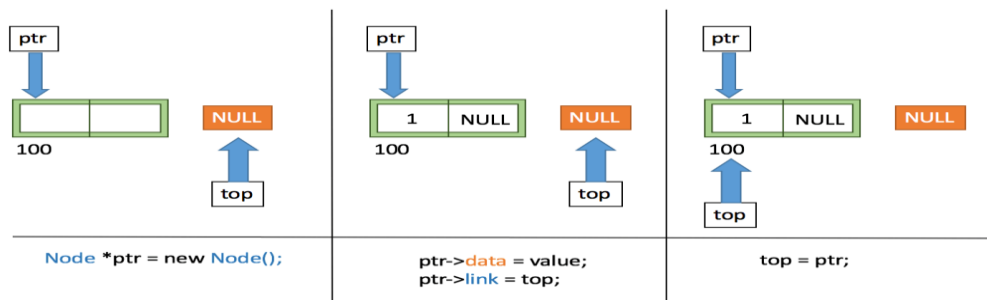 ptr
NULL
100
top
Node *ptr = new Node();
ptr
1 NULL
NULL
100
top
ptr->data = value;
ptr->link = top;
ptr
1 NULL
NULL
100
top
top = ptr;